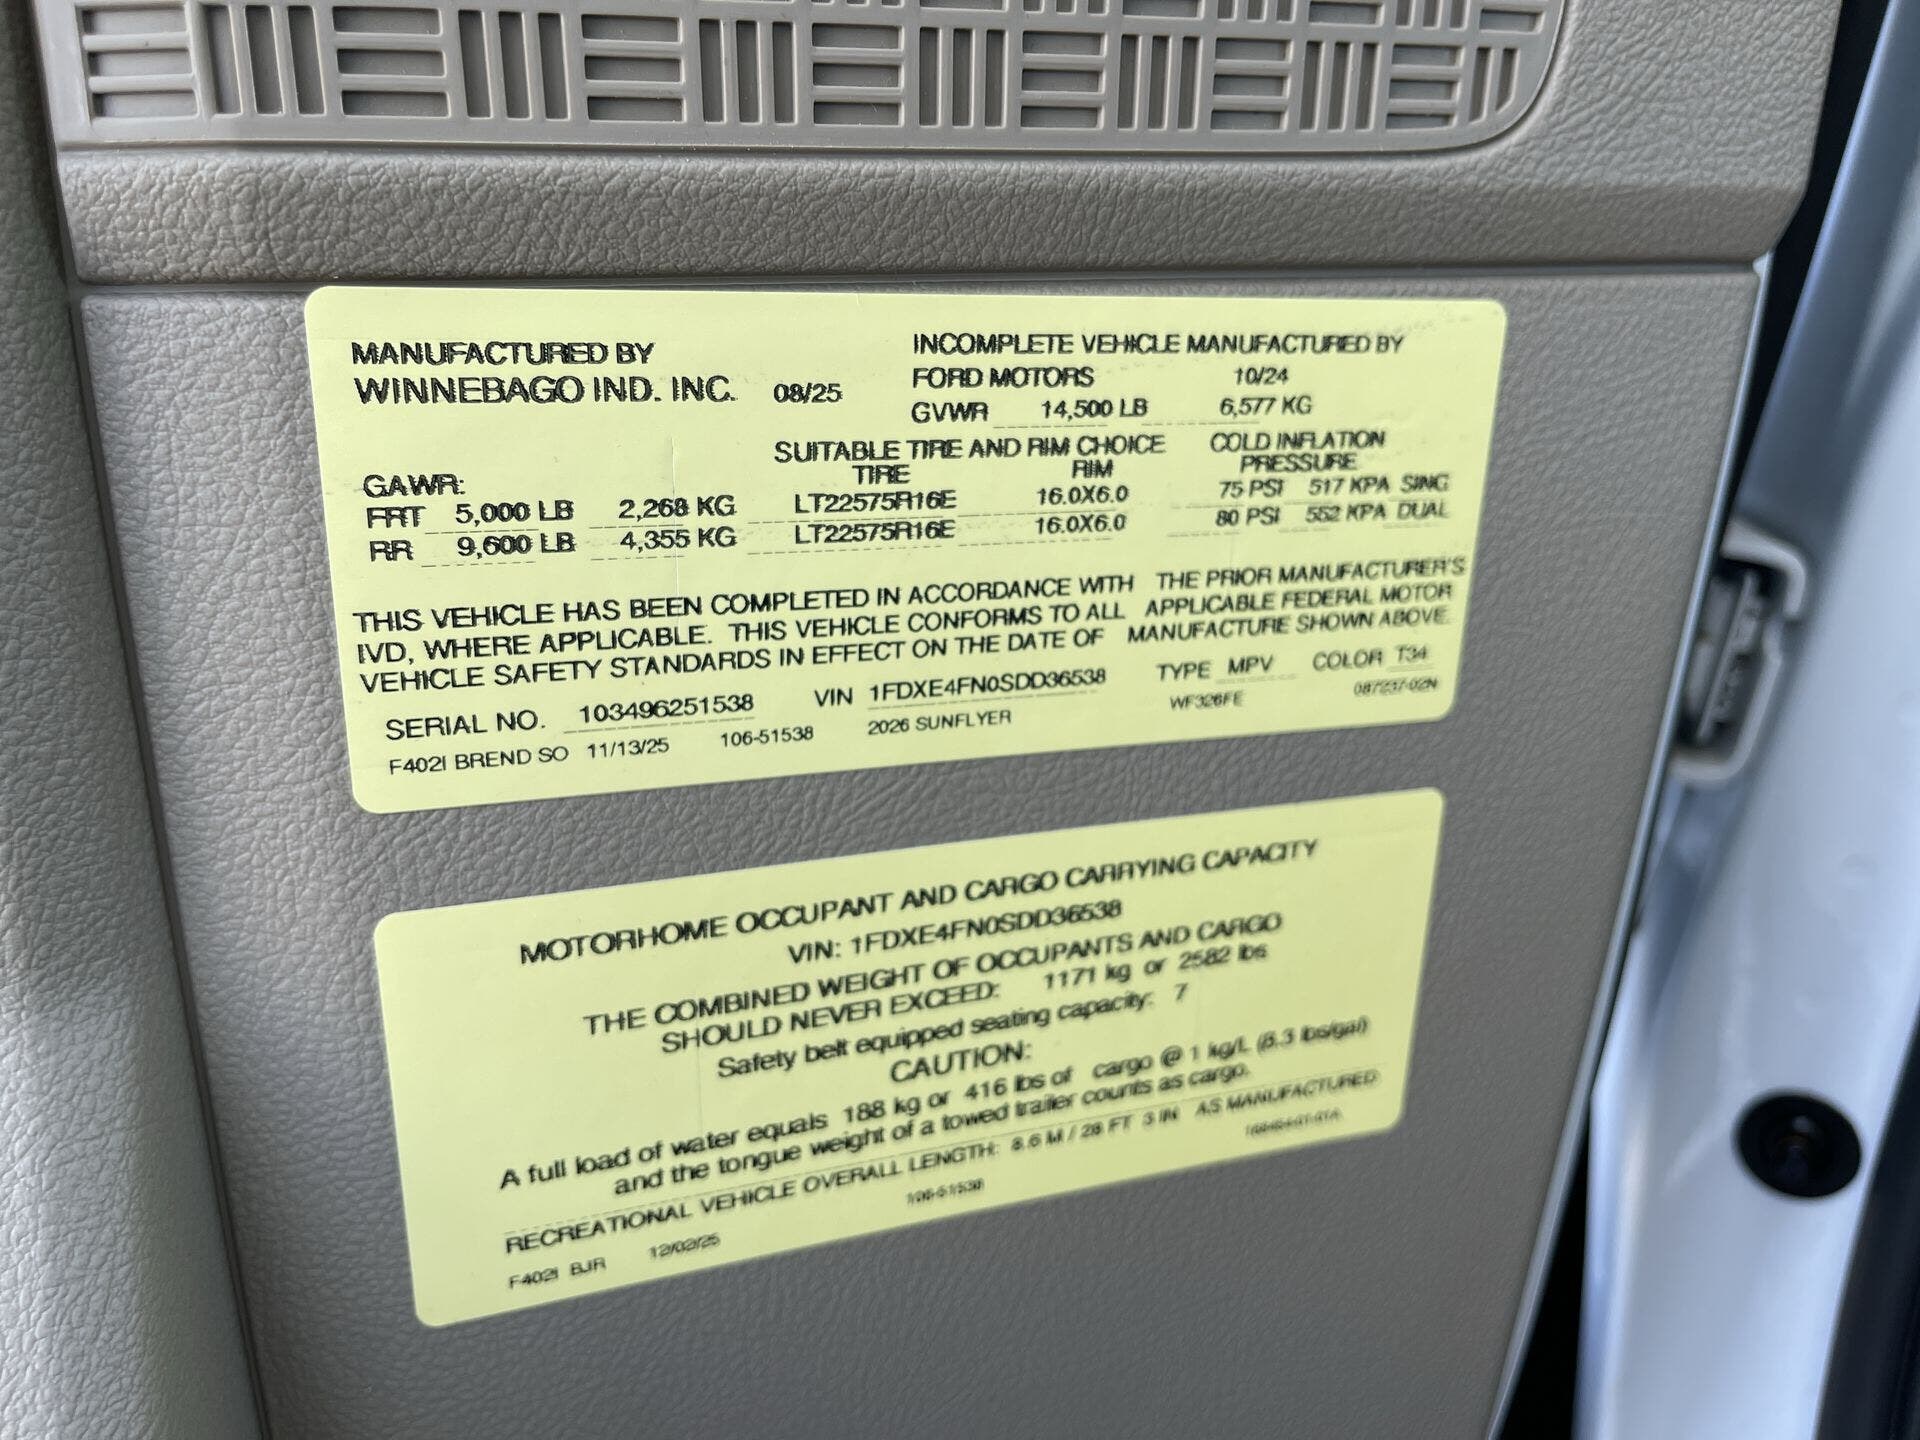 MANUFACTURED BY
WINNEBAGO IND. INC. 08/25
INCOMPLETE VEHICLE MANUFACTURED BY
FORD MOTORS 10/24
GVWR 14,500 LB 6,577 KG
SUITABLE TIRE AND RIM CHOICE
TIRE RIM
COLD INFLATION
PRESSURE
GAWR:
FRT 5,000 LB 2,268 KG LT22575R16E 16.0X6.0 75 PSI 517 KPA SING
RR 9,600 LB 4,355 KG LT22575R16E 16.0X6.0 80 PSI 552 KPA DUAL
THIS VEHICLE HAS BEEN COMPLETED IN ACCORDANCE WITH THE PRIOR MANUFACTURER'S
IVD, WHERE APPLICABLE. THIS VEHICLE CONFORMS TO ALL APPLICABLE FEDERAL MOTOR
VEHICLE SAFETY STANDARDS IN EFFECT ON THE DATE OF MANUFACTURE SHOWN ABOVE.
SERIAL NO. 103496251538 VIN 1FDXE4FN0SDD36538 TYPE MPV COLOR T34
F402I BREND SO 11/13/25 106-51538 2026 SUNFLYER WF326FE 087237-02N
MOTORHOME OCCUPANT AND CARGO CARRYING CAPACITY
VIN: 1FDXE4FN0SDD36538
THE COMBINED WEIGHT OF OCCUPANTS AND CARGO
SHOULD NEVER EXCEED: 1171 kg or 2582 lbs
Safety belt equipped seating capacity: 7
CAUTION:
A full load of water equals 188 kg or 416 lbs of cargo @ 1 kg/L (8.3 lbs/gal)
and the tongue weight of a towed trailer counts as cargo.
RECREATIONAL VEHICLE OVERALL LENGTH: 8.6 M / 28 FT 3 IN AS MANUFACTURED
F402I BJR 12/02/25 106-51538